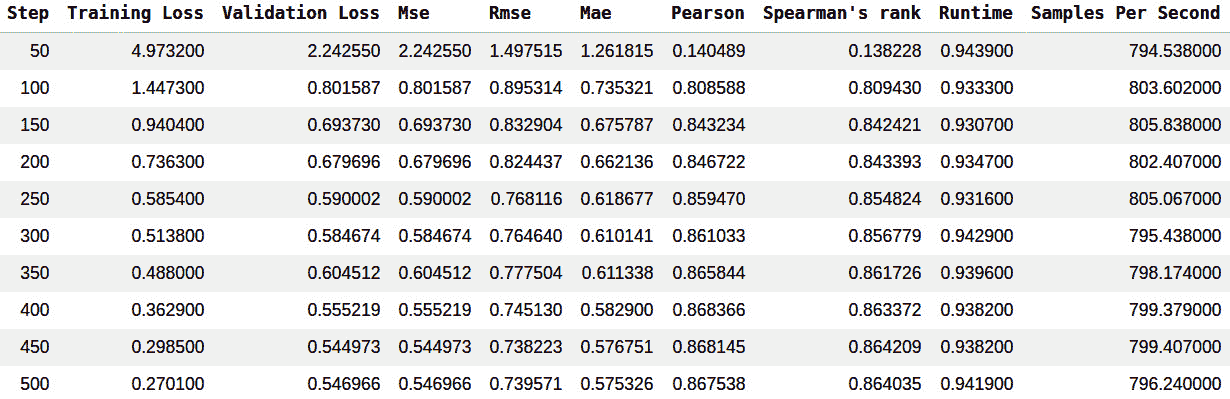 Step Training Loss Validation Loss Mse Rmse Mae Pearson Spearman's rank Runtime Samples Per Second
50 4.973200 2.242550 2.242550 1.497515 1.261815 0.140489 0.138228 0.943900 794.538000
100 1.447300 0.801587 0.801587 0.895314 0.735321 0.808588 0.809430 0.933300 803.602000
150 0.940400 0.693730 0.693730 0.832904 0.675787 0.843234 0.842421 0.930700 805.838000
200 0.736300 0.679696 0.679696 0.824437 0.662136 0.846722 0.843393 0.934700 802.407000
250 0.585400 0.590002 0.590002 0.768116 0.618677 0.859470 0.854824 0.931600 805.067000
300 0.513800 0.584674 0.584674 0.764640 0.610141 0.861033 0.856779 0.942900 795.438000
350 0.488000 0.604512 0.604512 0.777504 0.611338 0.865844 0.861726 0.939600 798.174000
400 0.362900 0.555219 0.555219 0.745130 0.582900 0.868366 0.863372 0.938200 799.379000
450 0.298500 0.544973 0.544973 0.738223 0.576751 0.868145 0.864209 0.938200 799.407000
500 0.270100 0.546966 0.546966 0.739571 0.575326 0.867538 0.864035 0.941900 796.240000